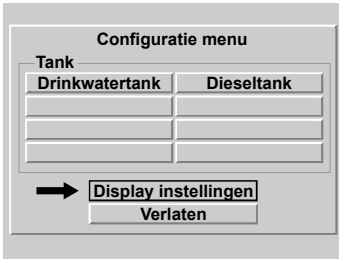 Configuratie menu
Tank
Drinkwatertank Dieseltank
Display instellingen
Verlaten